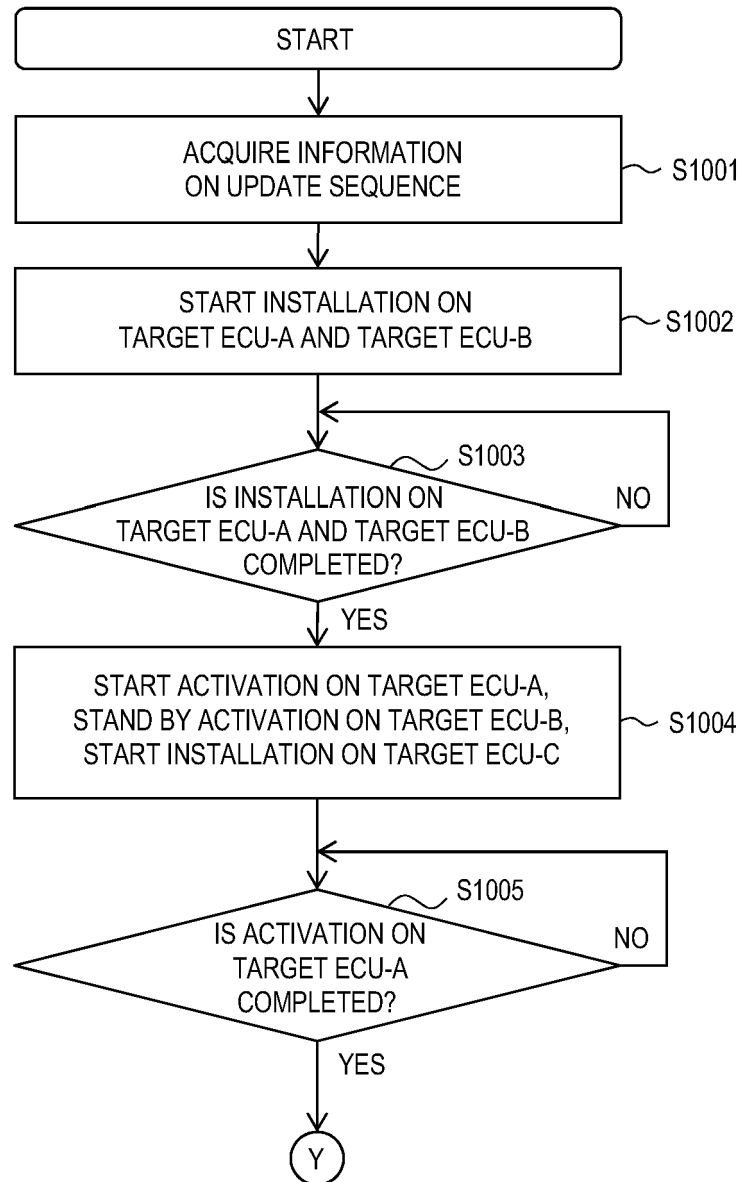 START
ACQUIRE INFORMATION
ON UPDATE SEQUENCE
S1001
START INSTALLATION ON
TARGET ECU-A AND TARGET ECU-B
S1002
S1003
IS INSTALLATION ON
TARGET ECU-A AND TARGET ECU-B
COMPLETED?
NO
YES
START ACTIVATION ON TARGET ECU-A,
STAND BY ACTIVATION ON TARGET ECU-B,
START INSTALLATION ON TARGET ECU-C
S1004
S1005
IS ACTIVATION ON
TARGET ECU-A
COMPLETED?
NO
YES
Y